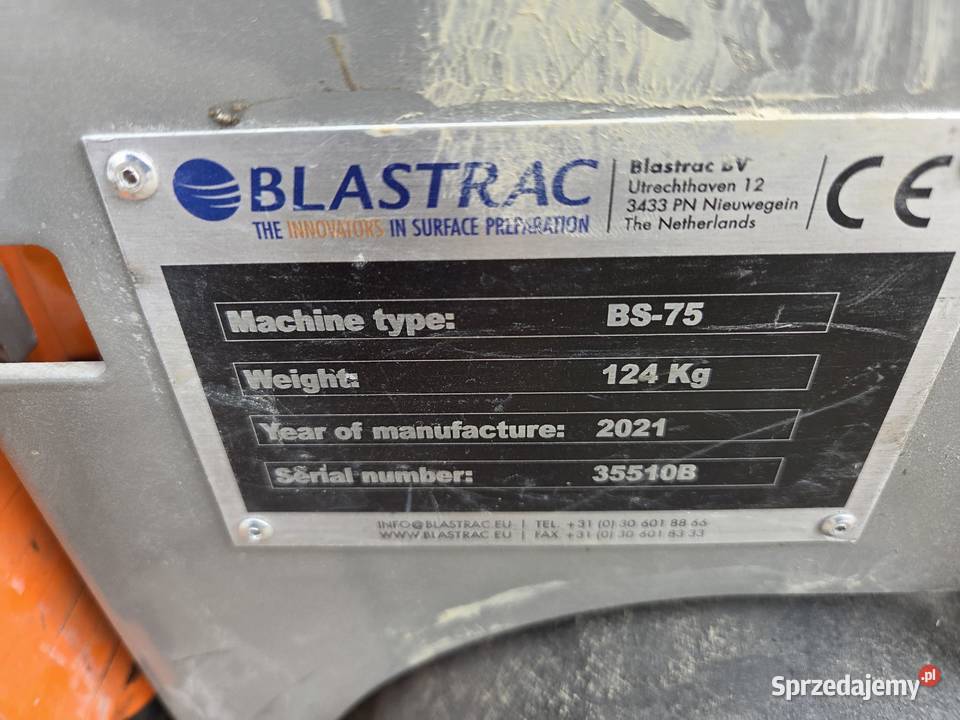 BLASTRAC
THE INNOVATORS IN SURFACE PREPARATION
Blastrac BV
Utrechthaven 12
3433 PN Nieuwegein
The Netherlands
CE
Machine type: BS-75
Weight: 124 Kg
Year of manufacture: 2021
Serial number: 35510B
INFO@BLASTRAC.EU | TEL. +31 (0) 30 601 88 66
WWW.BLASTRAC.EU | FAX +31 (0) 30 601 83 33
Sprzedajemy.pl